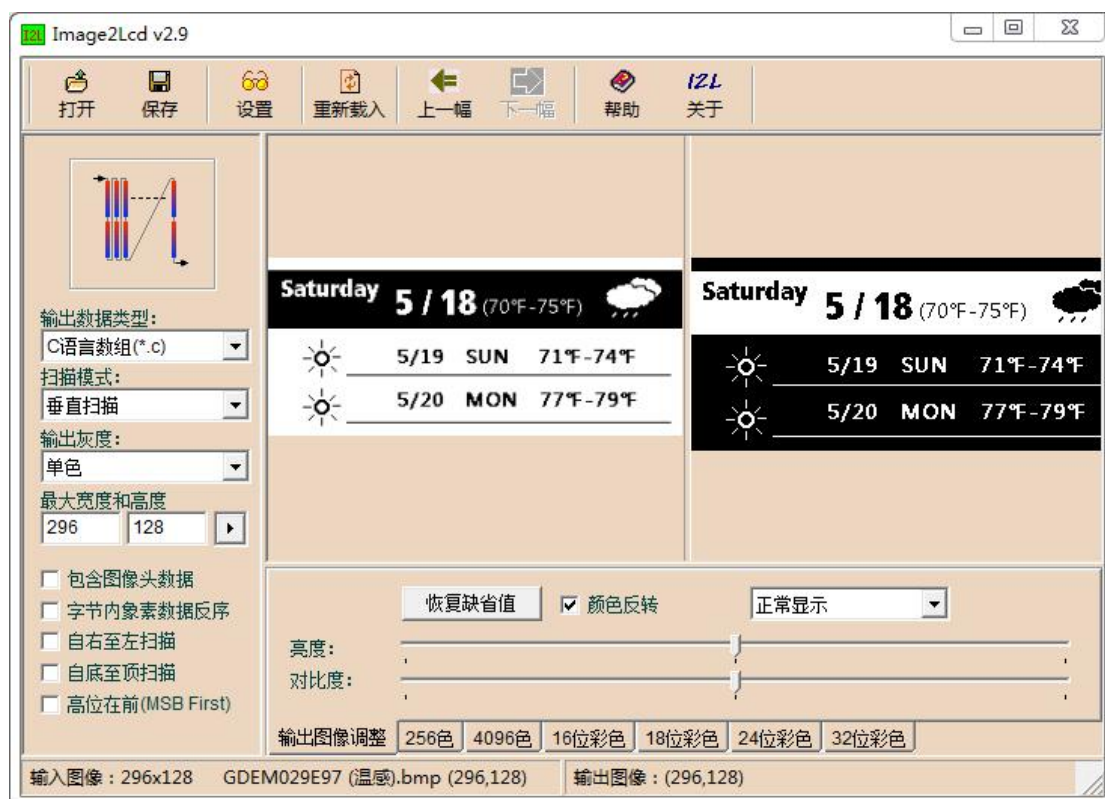 I2L Image2Lcd v2.9
打开 保存 设置 重新载入 上一幅 下一幅 帮助 I2L 关于
输出数据类型:
C语言数组(*.c)
扫描模式:
垂直扫描
输出灰度:
单色
最大宽度和高度
296 128
包含图像头数据
字节内象素数据反序
自右至左扫描
自底至顶扫描
高位在前(MSB First)
Saturday 5 / 18 (70℉-75℉)
5/19 SUN 71℉-74℉
5/20 MON 77℉-79℉
Saturday 5 / 18 (70℉-75℉)
5/19 SUN 71℉-74℉
5/20 MON 77℉-79℉
恢复缺省值 颜色反转 正常显示
亮度:
对比度:
输出图像调整 256色 4096色 16位彩色 18位彩色 24位彩色 32位彩色
输入图像:296x128 GDEM029E97 (温感).bmp (296,128) 输出图像:(296,128)